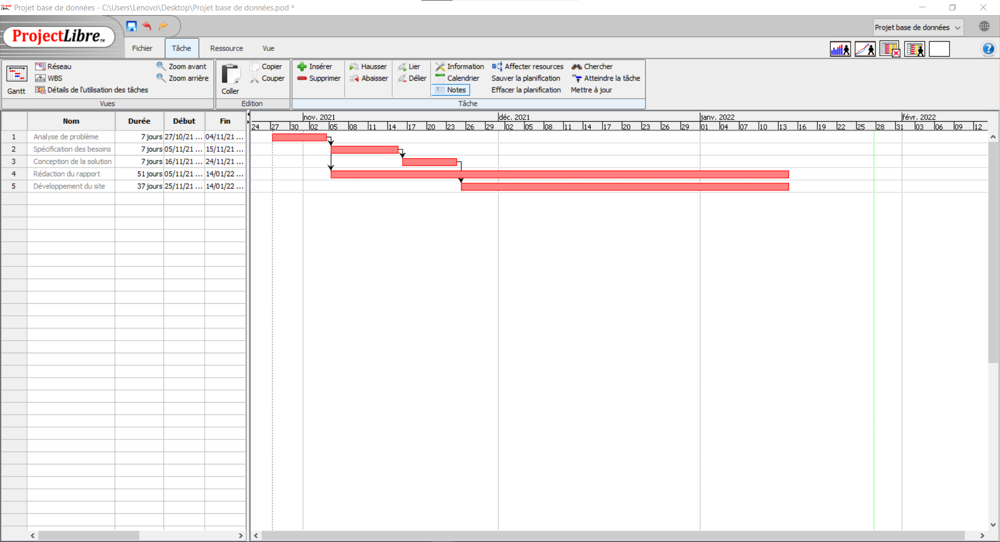 Projet base de données - C:\Users\Lenovo\Desktop\Projet base de données.pod *
ProjectLibre TM
Projet base de données
Fichier Tâche Ressource Vue
Gantt
Réseau
WBS
Détails de l'utilisation des tâches
Zoom avant
Zoom arrière
Vues
Coller
Copier
Couper
Edition
Insérer
Supprimer
Hausser
Abaisser
Lier
Délier
Information
Calendrier
Notes
Affecter resources
Sauver la planification
Effacer la planification
Chercher
Atteindre la tâche
Mettre à jour
Tâche
Nom Durée Début Fin
nov. 2021 déc. 2021 janv. 2022 févr. 2022
24 27 30 02 05 08 11 14 17 20 23 26 29 02 05 08 11 14 17 20 23 26 29 01 04 07 10 13 16 19 22 25 28 31 03 06 09 12
1 Analyse de problème 7 jours 27/10/21 ... 04/11/21 ...
2 Spécification des besoins 7 jours 05/11/21 ... 15/11/21 ...
3 Conception de la solution 7 jours 16/11/21 ... 24/11/21 ...
4 Rédaction du rapport 51 jours 05/11/21 ... 14/01/22 ...
5 Développement du site 37 jours 25/11/21 ... 14/01/22 ...